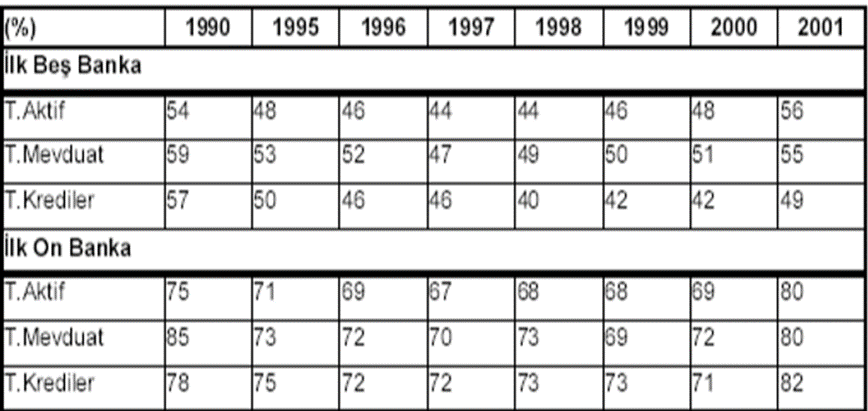 (%) 1990 1995 1996 1997 1998 1999 2000 2001
İlk Beş Banka
T.Aktif 54 48 46 44 44 46 48 56
T.Mevduat 59 53 52 47 49 50 51 55
T.Krediler 57 50 46 46 40 42 42 49
İlk On Banka
T.Aktif 75 71 69 67 68 68 69 80
T.Mevduat 85 73 72 70 73 69 72 80
T.Krediler 78 75 72 72 73 73 71 82